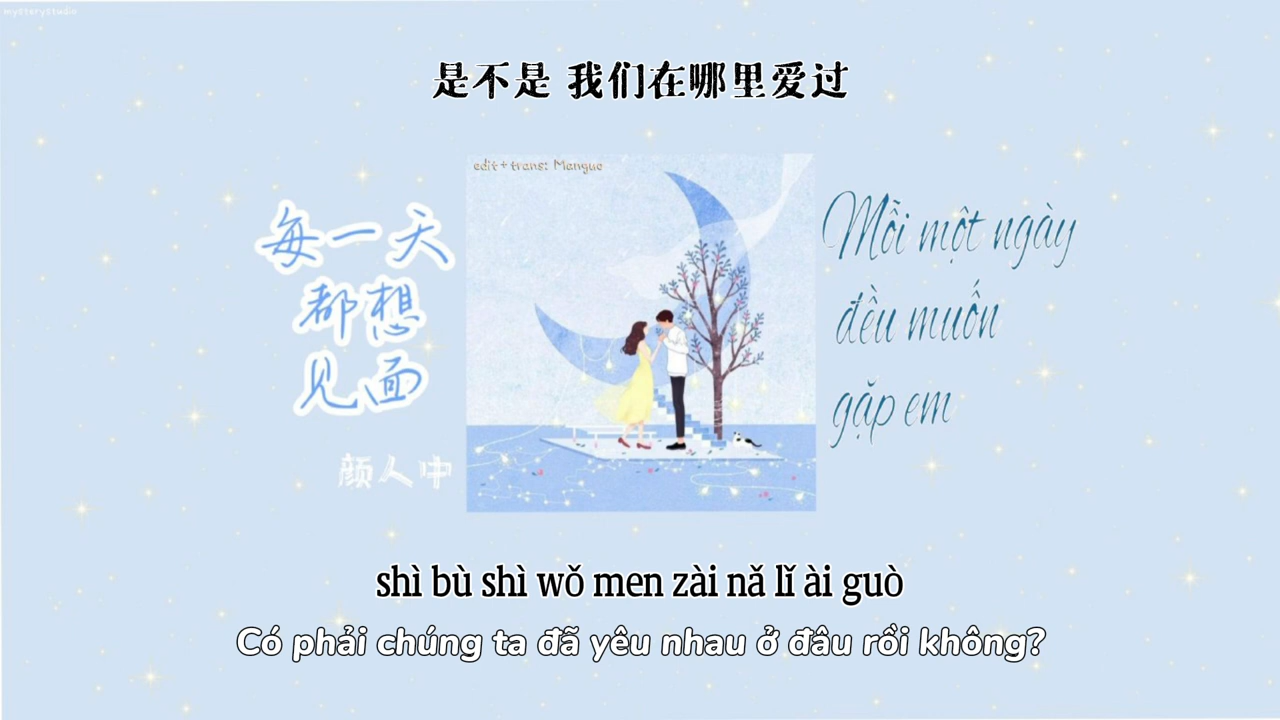 mysterystudio
是不是 我们在哪里爱过
edit+trans: Manguo
每一天
都想
见面
颜人中
Mỗi một ngày
đều muốn
gặp em
shì bù shì wǒ men zài nǎ lǐ ài guò
Có phải chúng ta đã yêu nhau ở đâu rồi không?